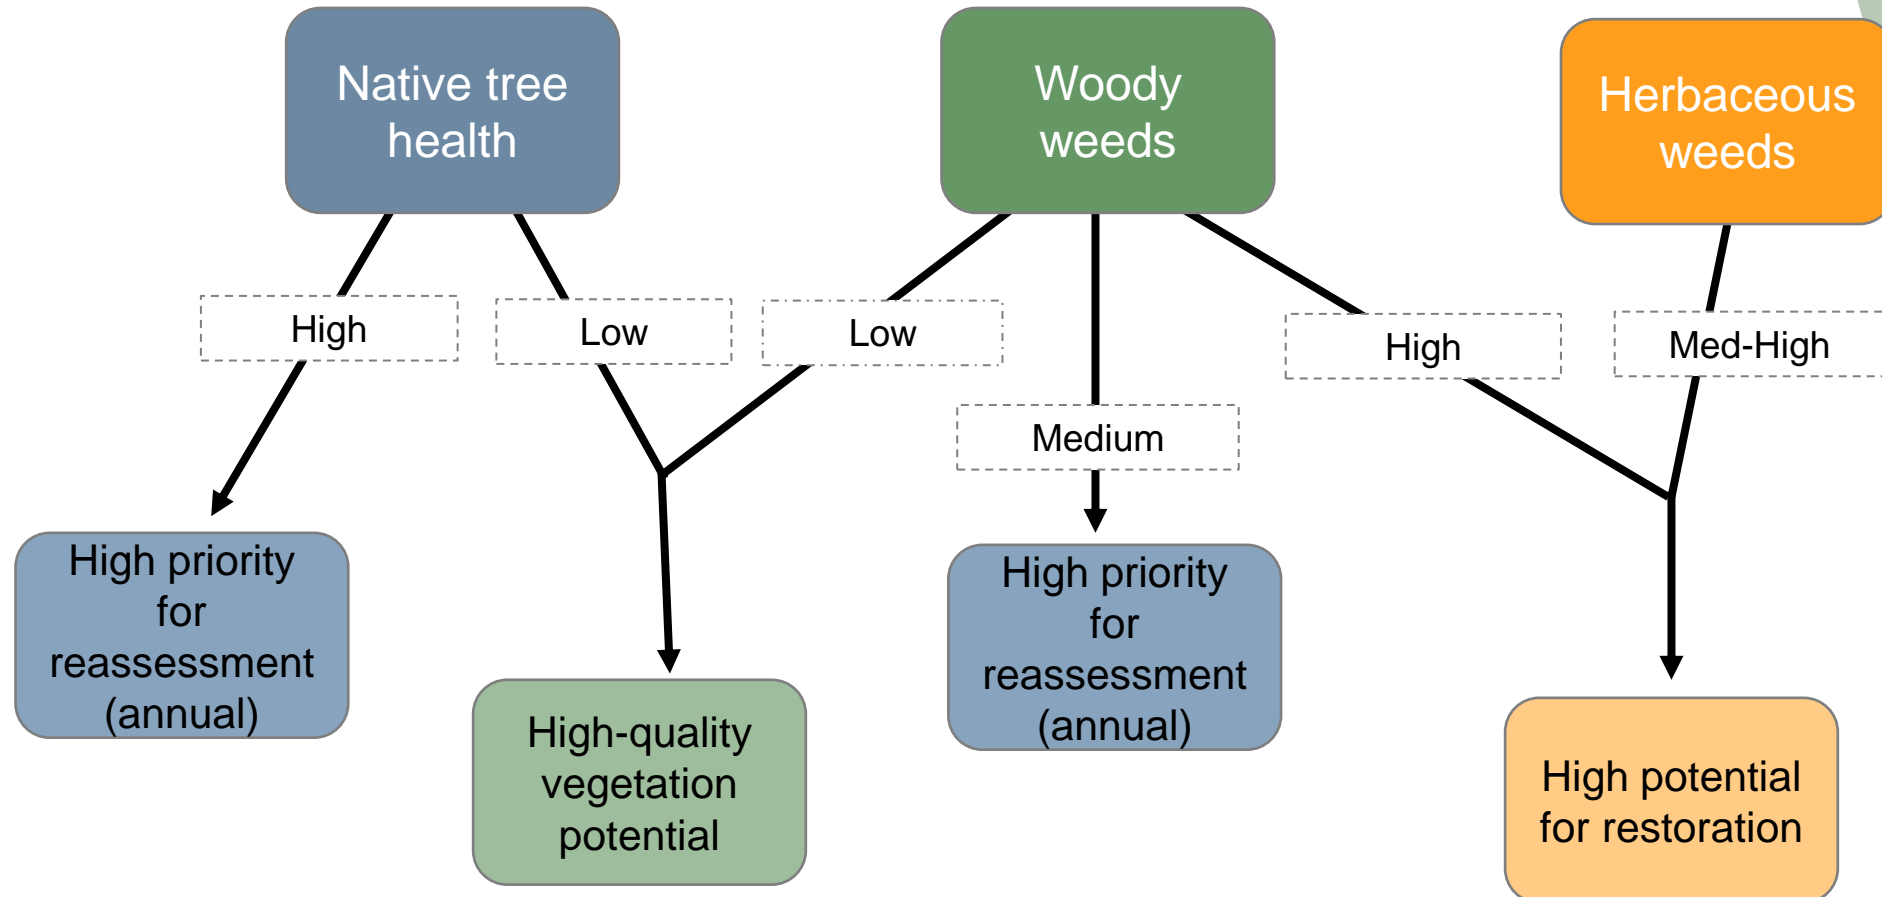 Native tree
health
Woody
weeds
Herbaceous
weeds
High
Low
Low
High
Med-High
Medium
High priority
for
reassessment
(annual)
High-quality
vegetation
potential
High priority
for
reassessment
(annual)
High potential
for restoration